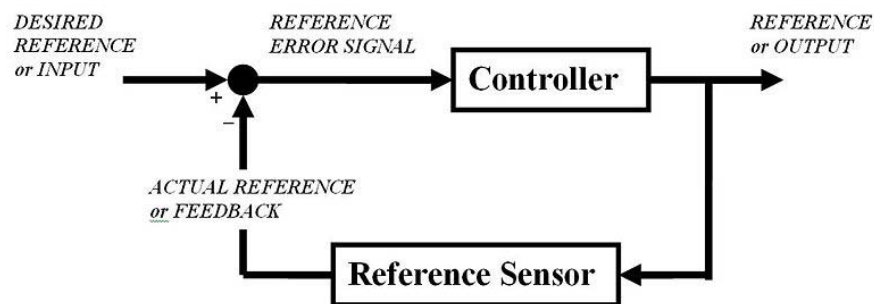 DESIRED
REFERENCE
or INPUT
REFERENCE
ERROR SIGNAL
REFERENCE
or OUTPUT
Controller
+
−
ACTUAL REFERENCE
or FEEDBACK
Reference Sensor